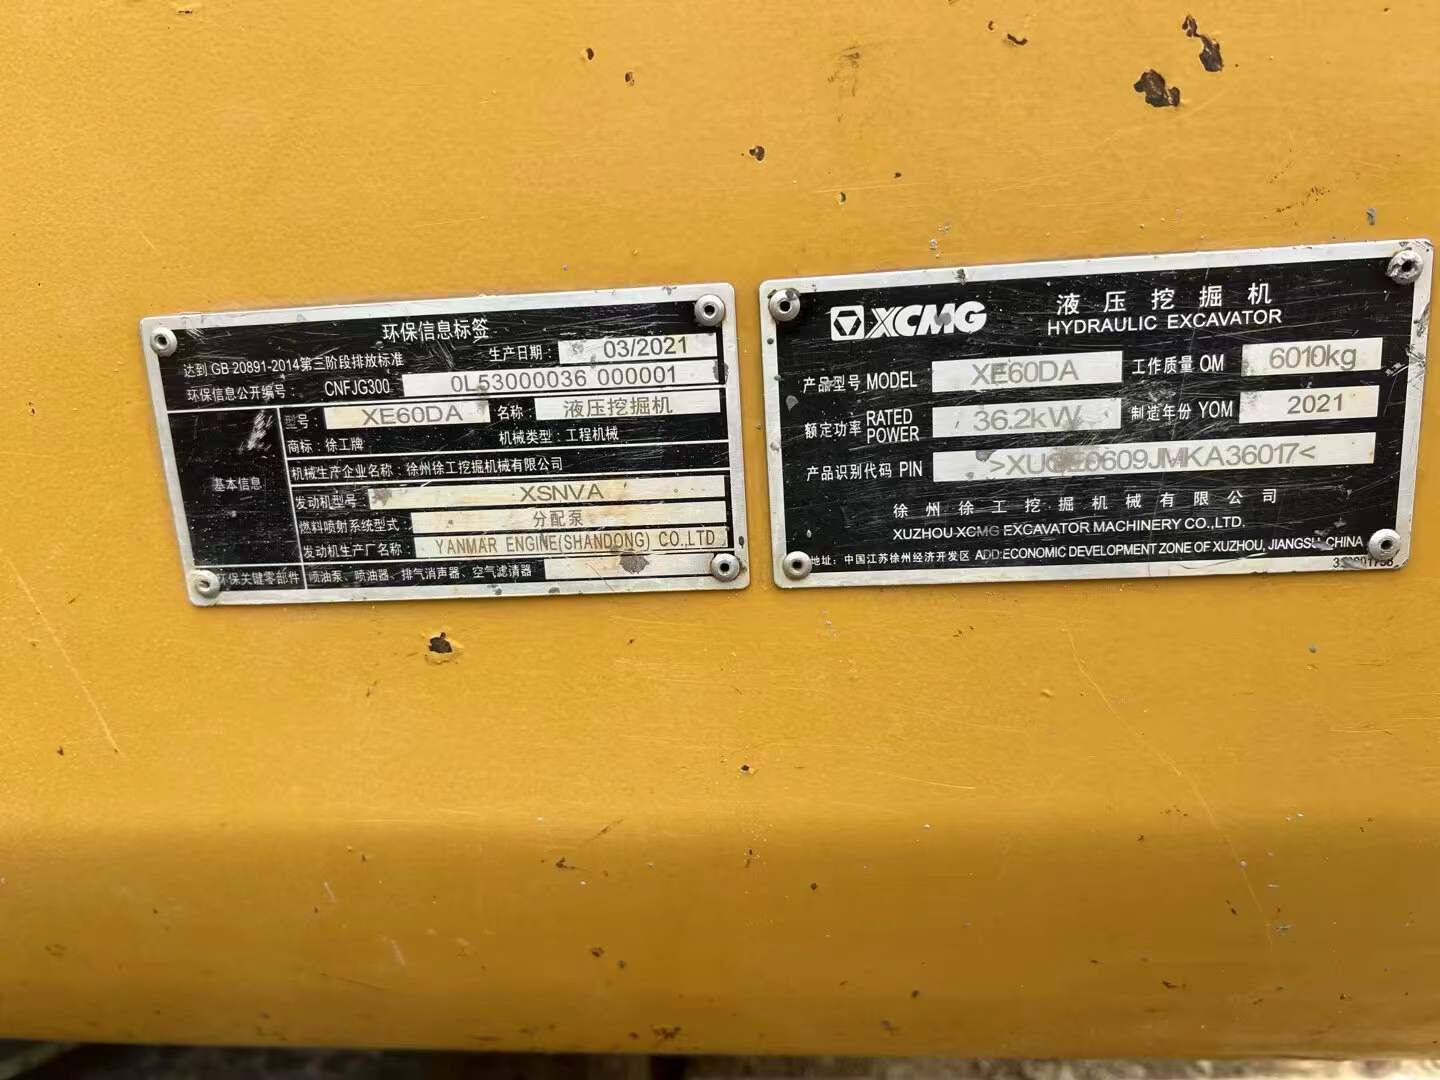 环保信息标签
达到 GB 20891-2014第三阶段排放标准
生产日期: 03/2021
环保信息公开编号: CNFJG300 0L53000036 000001
基本信息
型号: XE60DA 名称: 液压挖掘机
商标: 徐工牌 机械类型: 工程机械
机械生产企业名称: 徐州徐工挖掘机械有限公司
发动机型号 XSNVA
燃料喷射系统型式: 分配泵
发动机生产厂名称: YANMAR ENGINE(SHANDONG) CO.,LTD
环保关键零部件 喷油泵、喷油器、排气消声器、空气滤清器
XCMG 液压挖掘机
HYDRAULIC EXCAVATOR
产品型号 MODEL XE60DA 工作质量 OM 6010kg
额定功率 RATED POWER 36.2kW 制造年份 YOM 2021
产品识别代码 PIN
徐州徐工挖掘机械有限公司
XUZHOU XCMG EXCAVATOR MACHINERY CO.,LTD.
地址: 中国江苏徐州经济开发区 ADD:ECONOMIC DEVELOPMENT ZONE OF XUZHOU, JIANGSU, CHINA